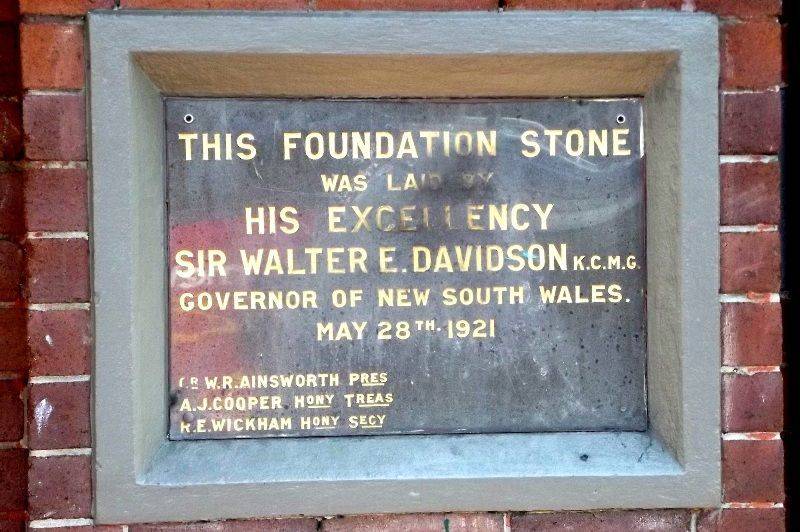 THIS FOUNDATION STONE
WAS LAID BY
HIS EXCELLENCY
SIR WALTER E. DAVIDSON K.C.M.G.
GOVERNOR OF NEW SOUTH WALES.
MAY 28TH. 1921
CR W.R. AINSWORTH PRES
A.J. COOPER HONY TREAS
R.E. WICKHAM HONY SECY